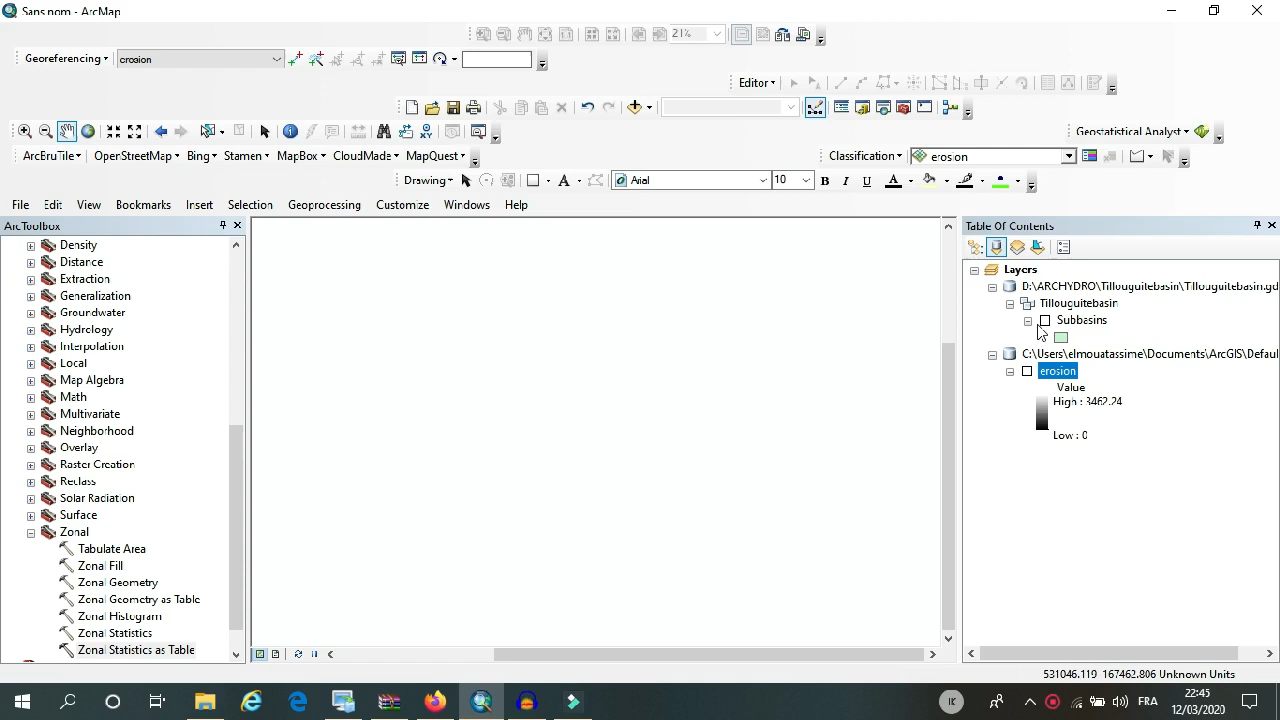 Sans nom - ArcMap
21%
Georeferencing
erosion
Editor
Geostatistical Analyst
ArcBruTile
OpenStreetMap
Bing
Stamen
MapBox
CloudMade
MapQuest
Classification
erosion
Drawing
A
Arial
10
B
I
U
A
File
Edit
View
Bookmarks
Insert
Selection
Geoprocessing
Customize
Windows
Help
ArcToolbox
Table Of Contents
Density
Distance
Extraction
Generalization
Groundwater
Hydrology
Interpolation
Local
Map Algebra
Math
Multivariate
Neighborhood
Overlay
Raster Creation
Reclass
Solar Radiation
Surface
Zonal
Tabulate Area
Zonal Fill
Zonal Geometry
Zonal Geometry as Table
Zonal Histogram
Zonal Statistics
Zonal Statistics as Table
Layers
D:\ARCHYDRO\Tillouguitebasin\Tillouguitebasin.gd
Tillouguitebasin
Subbasins
C:\Users\elmouatassime\Documents\ArcGIS\Defaul
erosion
Value
High : 3462.24
Low : 0
531046.119 167462.806 Unknown Units
FRA
22:45
12/03/2020